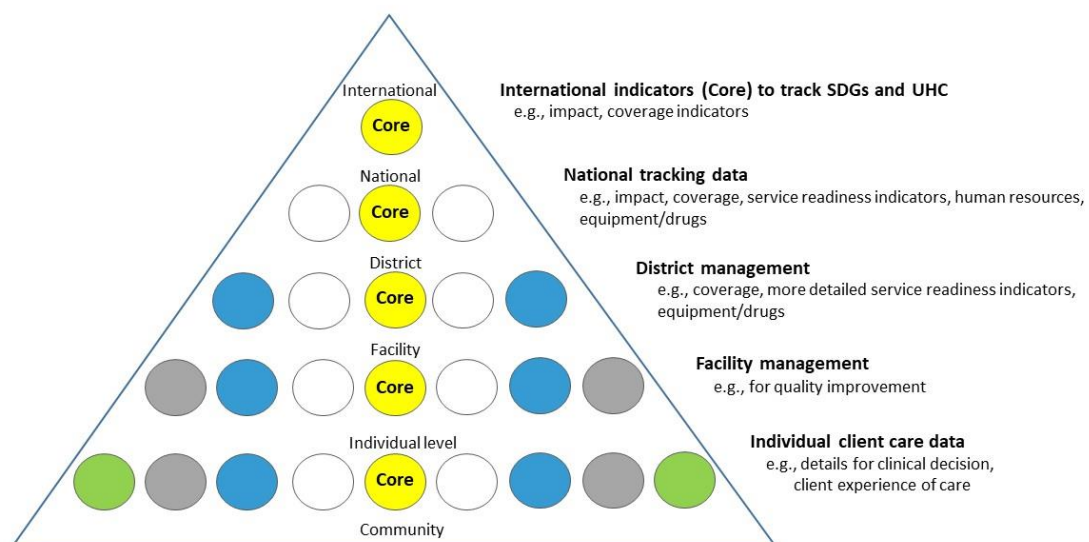 International
Core
International indicators (Core) to track SDGs and UHC
e.g., impact, coverage indicators
National
Core
National tracking data
e.g., impact, coverage, service readiness indicators, human resources,
equipment/drugs
District
Core
District management
e.g., coverage, more detailed service readiness indicators,
equipment/drugs
Facility
Core
Facility management
e.g., for quality improvement
Individual level
Core
Individual client care data
e.g., details for clinical decision,
client experience of care
Community